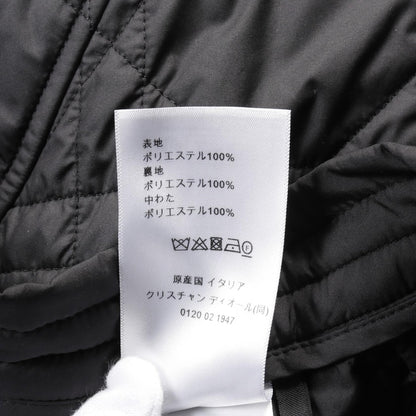 表地
ポリエステル100%
裏地
ポリエステル100%
中わた
ポリエステル100%
原産国 イタリア
クリスチャン ディオール(同)
0120 02 1947